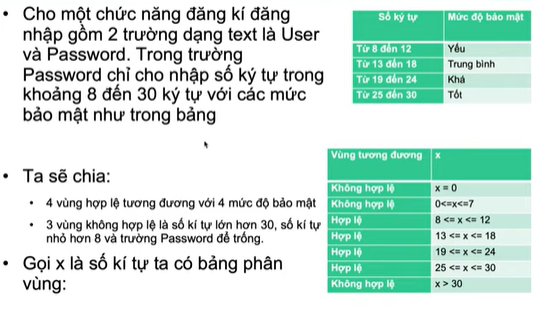 • Cho một chức năng đăng kí đăng
nhập gồm 2 trường dạng text là User
và Password. Trong trường
Password chỉ cho nhập số ký tự trong
khoảng 8 đến 30 ký tự với các mức
bảo mật như trong bảng
Số ký tự Mức độ bảo mật
Từ 8 đến 12 Yếu
Từ 13 đến 18 Trung bình
Từ 19 đến 24 Khá
Từ 25 đến 30 Tốt
• Ta sẽ chia:
• 4 vùng hợp lệ tương đương với 4 mức độ bảo mật
• 3 vùng không hợp lệ là số kí tự lớn hơn 30, số kí tự
nhỏ hơn 8 và trường Password để trống.
• Gọi x là số kí tự ta có bảng phân
vùng:
Vùng tương đương x
Không hợp lệ x = 0
Không hợp lệ 0<=x<=7
Hợp lệ 8 <= x <= 12
Hợp lệ 13 <= x <= 18
Hợp lệ 19 <= x <= 24
Hợp lệ 25 <= x <= 30
Không hợp lệ x > 30